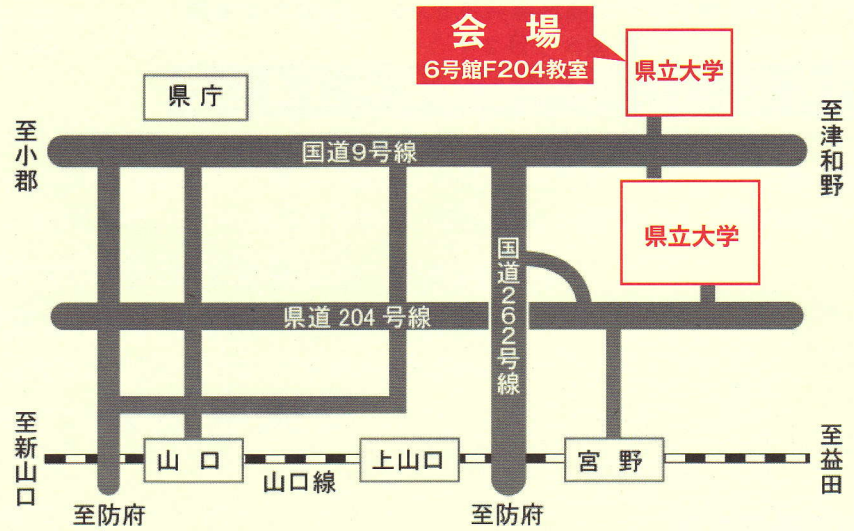 会場
6号館F204教室
県立大学
県庁
至小郡
国道9号線
至津和野
県立大学
国道262号線
県道204号線
至新山口
山口
山口線
上山口
宮野
至益田
至防府
至防府